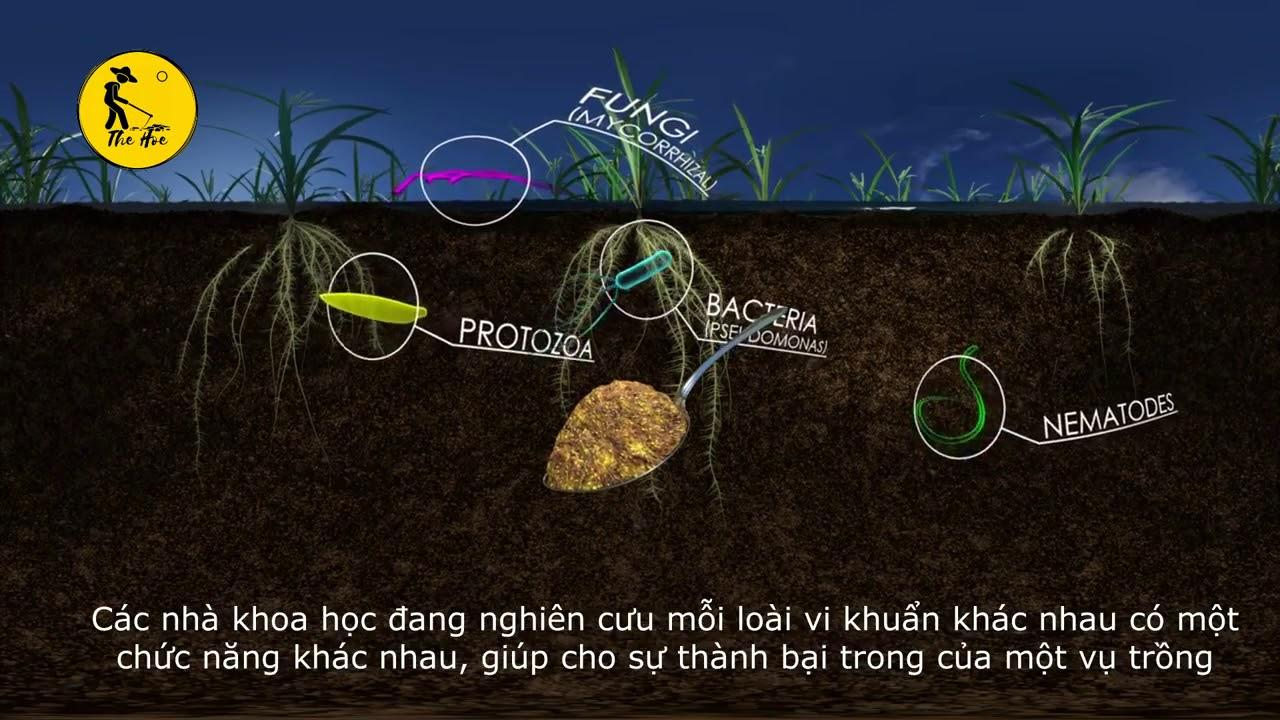 The Hoe
FUNGI
(MYCORRHIZAL)
PROTOZOA
BACTERIA
(PSEUDOMONAS)
NEMATODES
Các nhà khoa học đang nghiên cưu mỗi loài vi khuẩn khác nhau có một
chức năng khác nhau, giúp cho sự thành bại trong của một vụ trồng